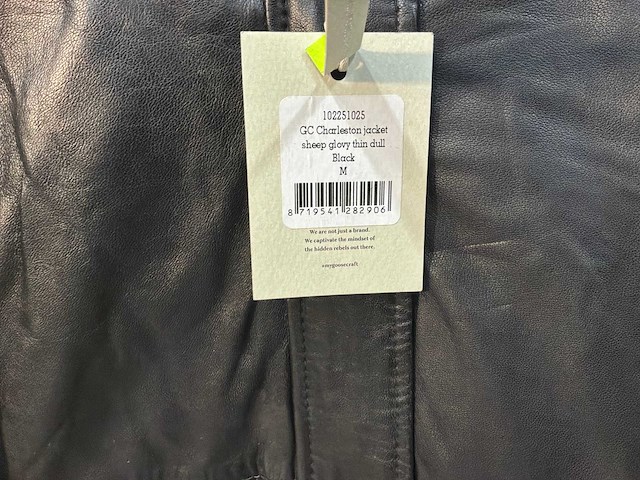 102251025
GC Charleston jacket
sheep glovy thin dull
Black
M
8 719541 282906
We are not just a brand.
We captivate the mindset of
the hidden rebels out there.
#mygoosecraft